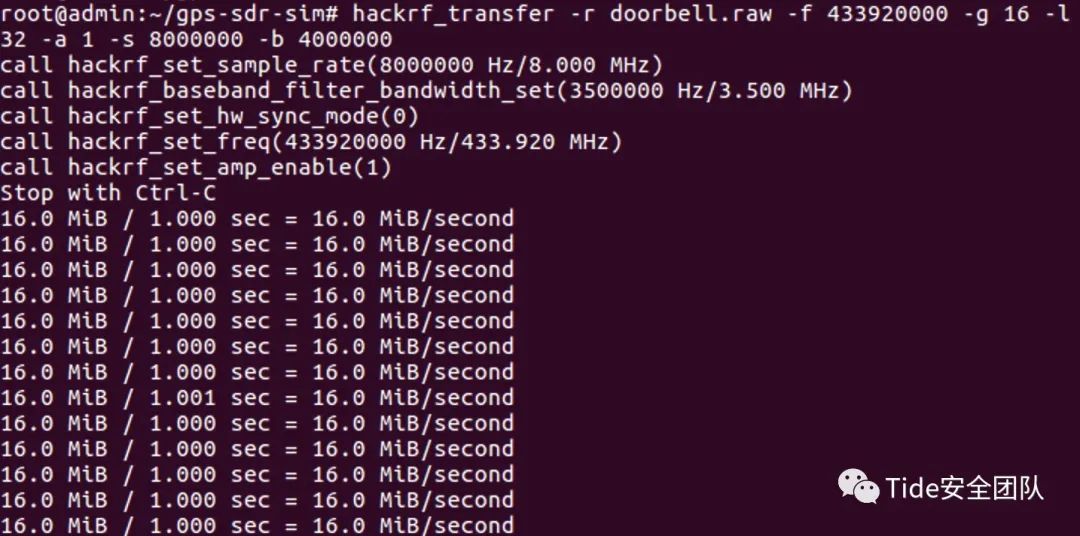 root@admin:~/gps-sdr-sim# hackrf_transfer -r doorbell.raw -f 433920000 -g 16 -l
32 -a 1 -s 8000000 -b 4000000
call hackrf_set_sample_rate(8000000 Hz/8.000 MHz)
call hackrf_baseband_filter_bandwidth_set(3500000 Hz/3.500 MHz)
call hackrf_set_hw_sync_mode(0)
call hackrf_set_freq(433920000 Hz/433.920 MHz)
call hackrf_set_amp_enable(1)
Stop with Ctrl-C
16.0 MiB / 1.000 sec = 16.0 MiB/second
16.0 MiB / 1.000 sec = 16.0 MiB/second
16.0 MiB / 1.000 sec = 16.0 MiB/second
16.0 MiB / 1.000 sec = 16.0 MiB/second
16.0 MiB / 1.000 sec = 16.0 MiB/second
16.0 MiB / 1.000 sec = 16.0 MiB/second
16.0 MiB / 1.000 sec = 16.0 MiB/second
16.0 MiB / 1.001 sec = 16.0 MiB/second
16.0 MiB / 1.000 sec = 16.0 MiB/second
16.0 MiB / 1.000 sec = 16.0 MiB/second
16.0 MiB / 1.000 sec = 16.0 MiB/second
16.0 MiB / 1.000 sec = 16.0 MiB/second
16.0 MiB / 1.000 sec = 16.0 MiB/second
Tide安全团队